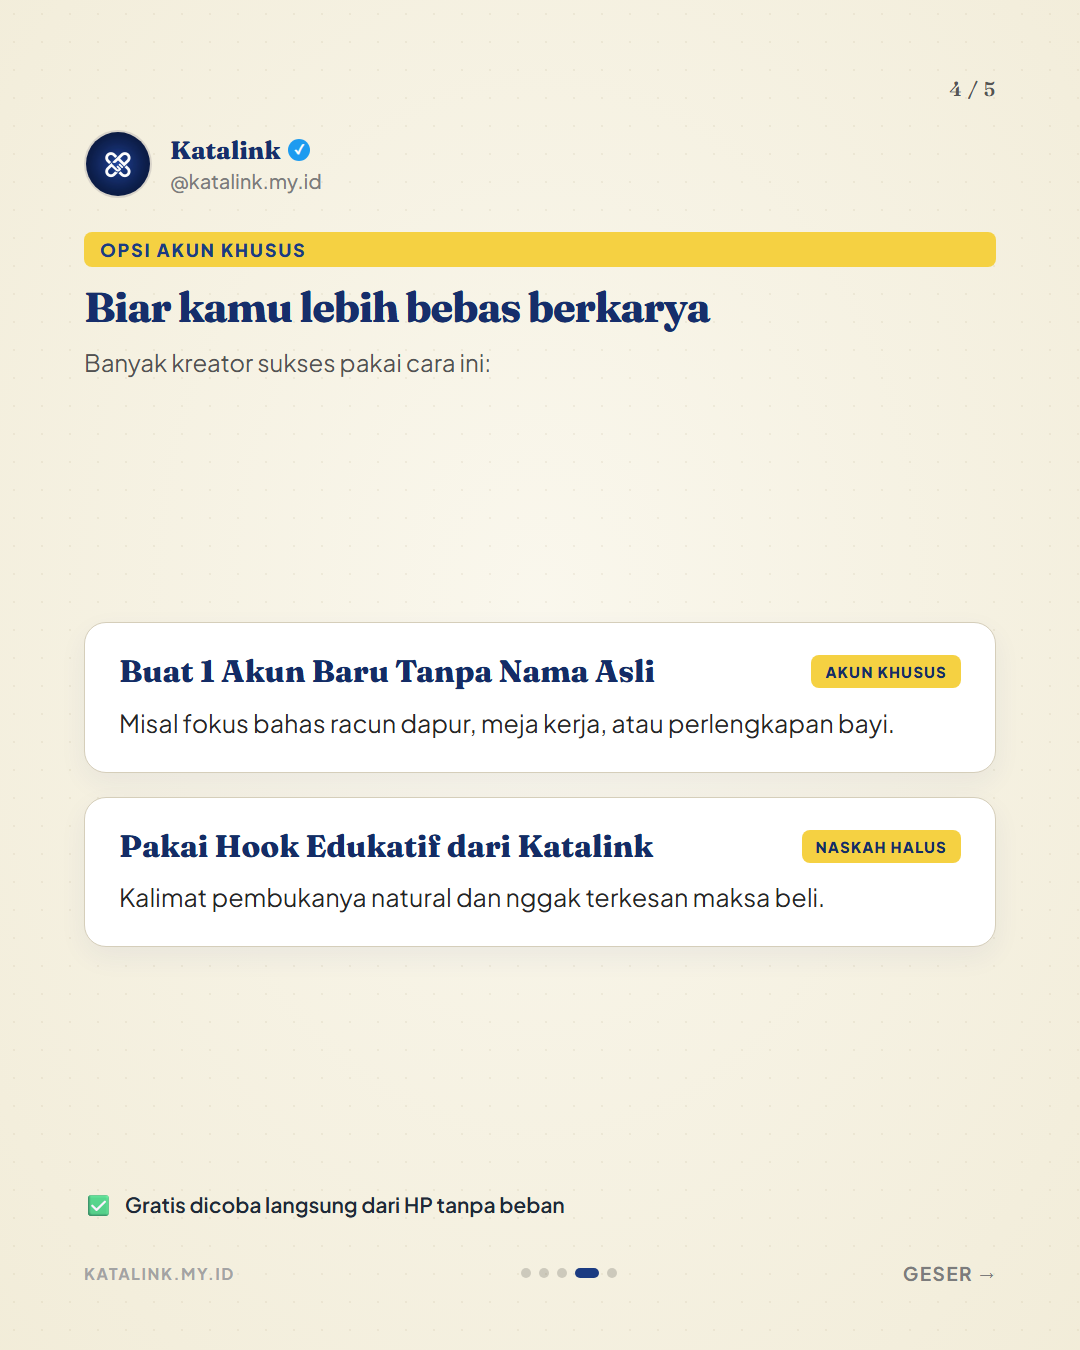 4 / 5
Katalink
@katalink.my.id
OPSI AKUN KHUSUS
Biar kamu lebih bebas berkarya
Banyak kreator sukses pakai cara ini:
Buat 1 Akun Baru Tanpa Nama Asli
AKUN KHUSUS
Misal fokus bahas racun dapur, meja kerja, atau perlengkapan bayi.
Pakai Hook Edukatif dari Katalink
NASKAH HALUS
Kalimat pembukanya natural dan nggak terkesan maksa beli.
✅ Gratis dicoba langsung dari HP tanpa beban
KATALINK.MY.ID
GESER →